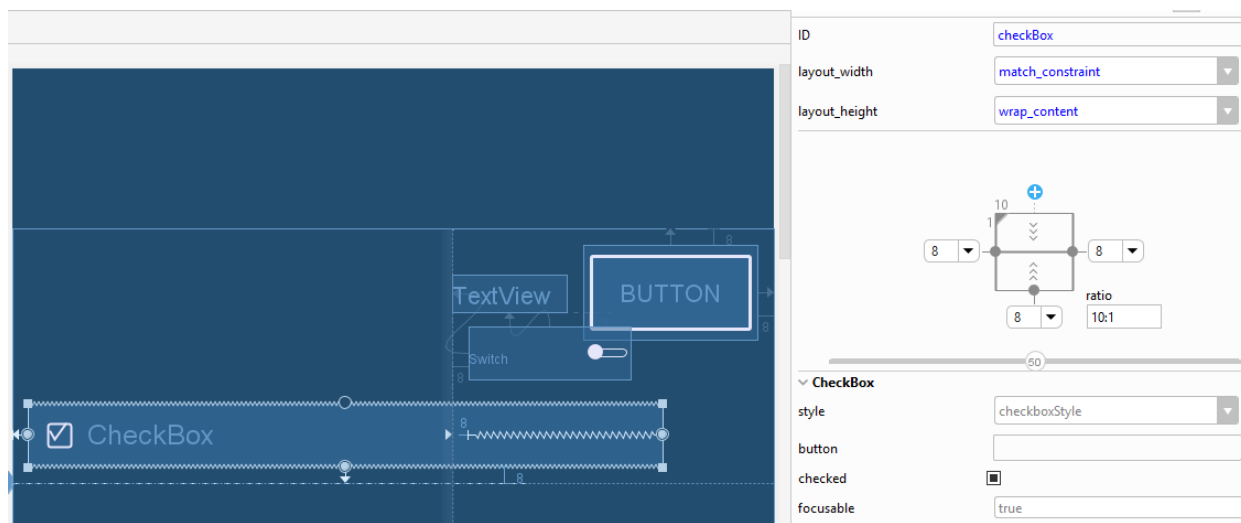 ID
checkBox
layout_width
match_constraint
layout_height
wrap_content
10
1
8
8
8
ratio
10:1
50
CheckBox
style
checkboxStyle
button
checked
focusable
true
8
TextView
BUTTON
8
Switch
8
CheckBox
8
8